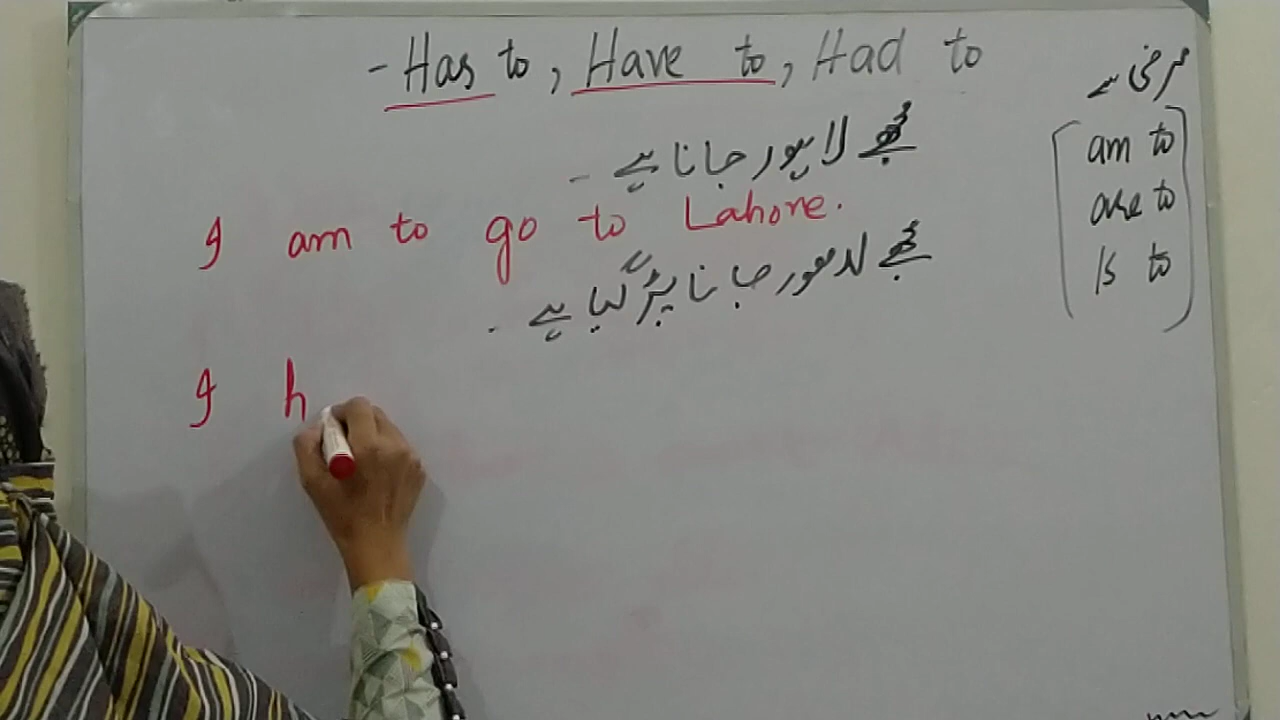 - Has to, Have to, Had to
مجھے لاہور جانا ہے ۔
I am to go to Lahore.
مجھے لاھور جانا پڑ گیا ہے ۔
I h
مرضی سے
am to
are to
Is to